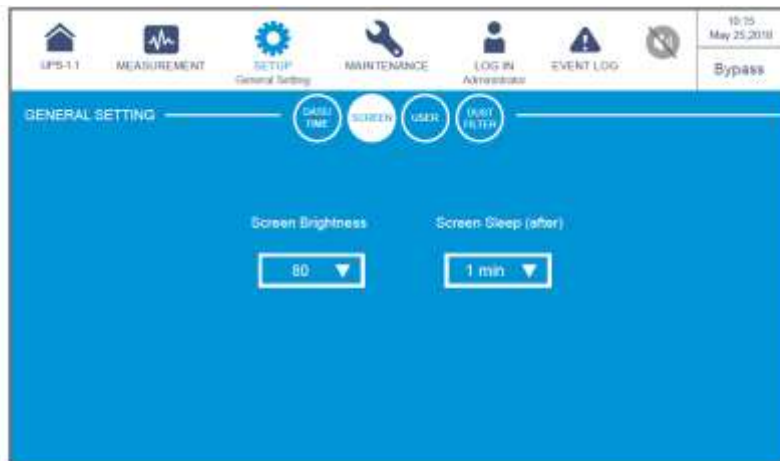 10:15
May 25,2018
UPS-1 1
MEASUREMENT
SETUP
General Setting
MAINTENANCE
LOG IN
Administrator
EVENT LOG
Bypass
GENERAL SETTING
DATE/
TIME
SCREEN
USER
DUST
FILTER
Screen Brightness
Screen Sleep (after)
80
1 min